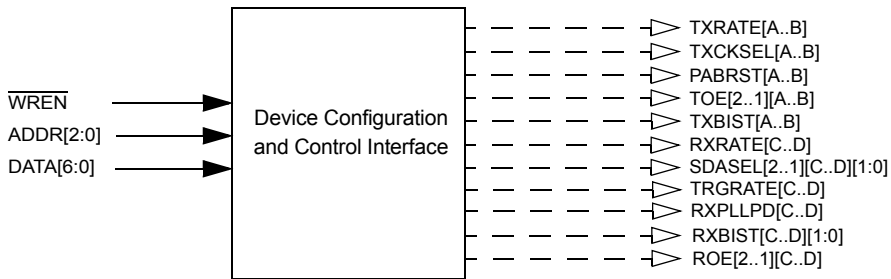 WREN
ADDR[2:0]
DATA[6:0]
Device Configuration
and Control Interface
TXRATE[A..B]
TXCKSEL[A..B]
PABRST[A..B]
TOE[2..1][A..B]
TXBIST[A..B]
RXRATE[C..D]
SDASEL[2..1][C..D][1:0]
TRGRATE[C..D]
RXPLLPD[C..D]
RXBIST[C..D][1:0]
ROE[2..1][C..D]